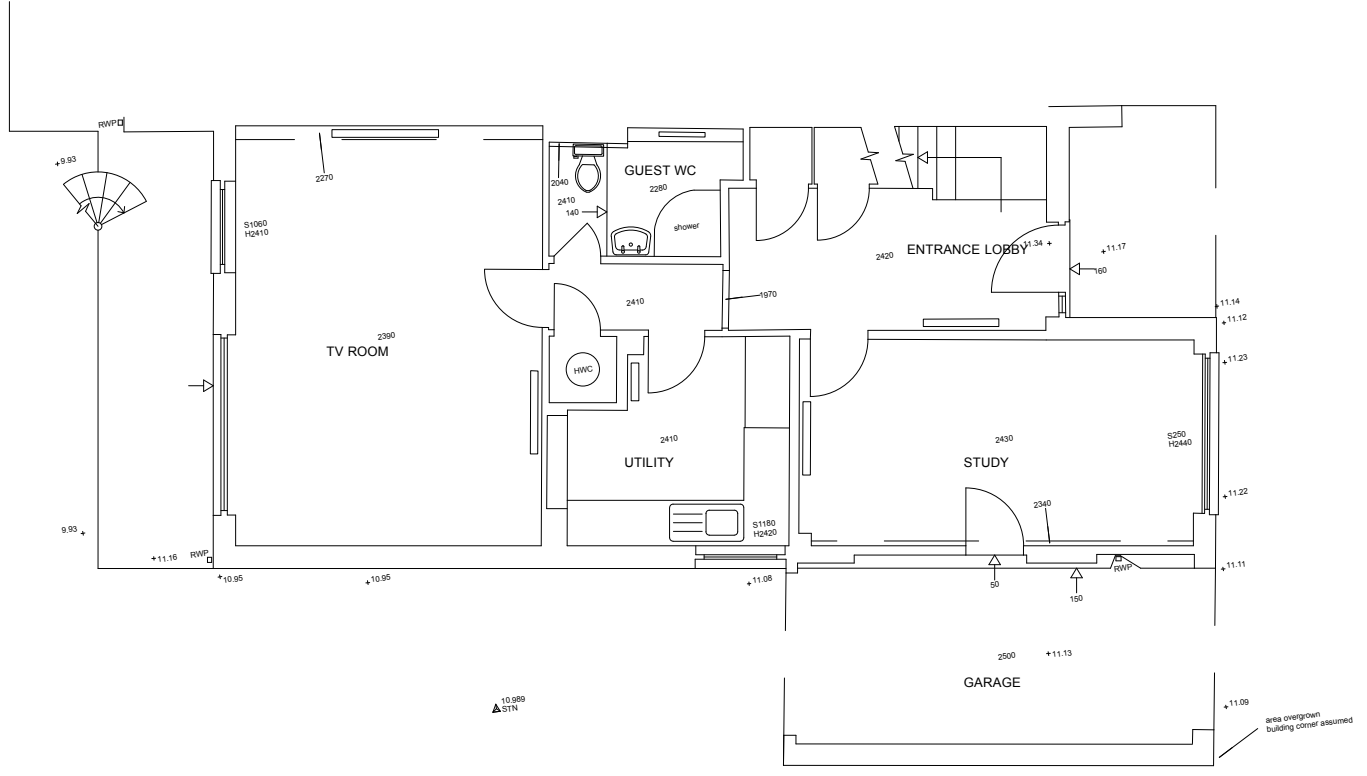 RWP
+9.93
2270
2040
2410
140
GUEST WC
2280
shower
S1060
H2410
ENTRANCE LOBBY
11.34 +
+11.17
2420
160
2410
1970
+11.14
+11.12
2390
TV ROOM
HWC
+11.23
2410
UTILITY
2430
STUDY
S250
H2440
+11.22
2340
S1180
H2420
9.93 +
+11.16
RWP
+10.95
+10.95
+11.08
50
150
RWP
+11.11
2500
+11.13
GARAGE
10.989
STN
+11.09
area overgrown
building corner assumed